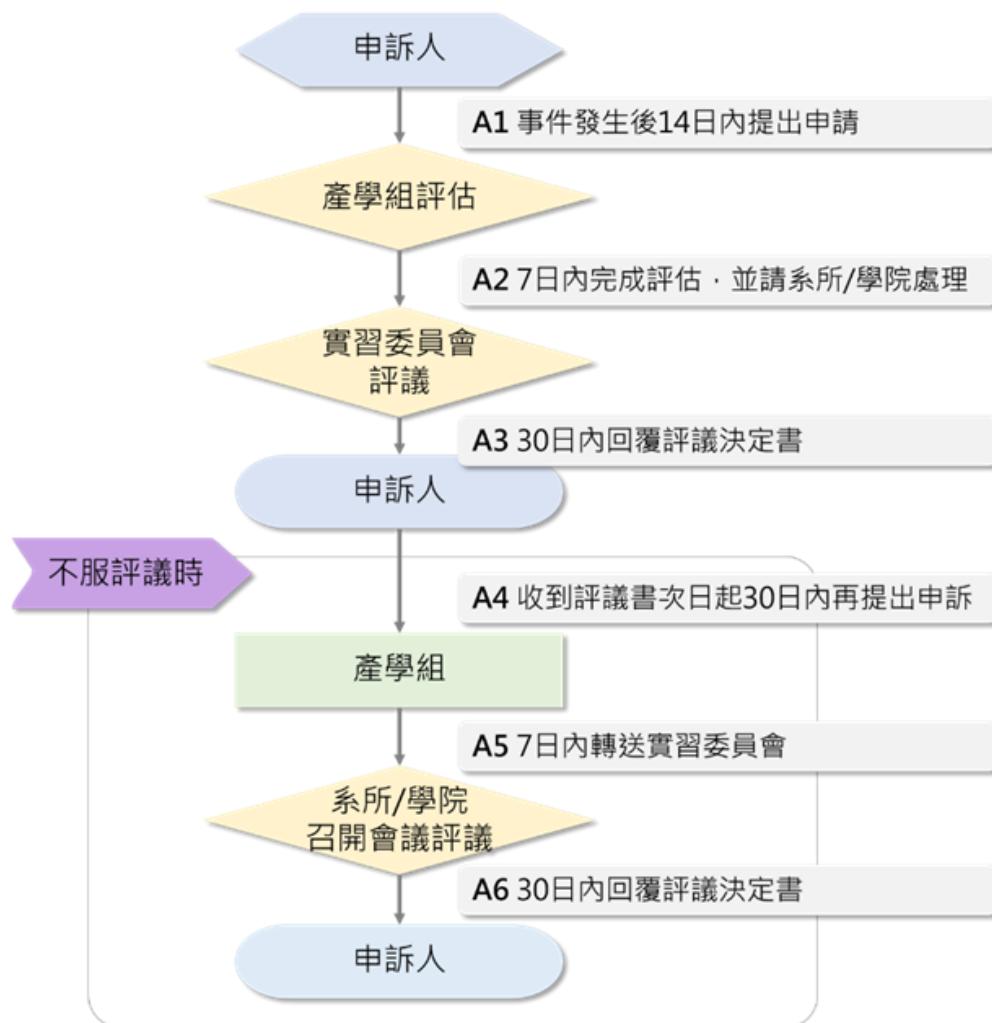 申訴人
A1 事件發生後14日內提出申請
產學組評估
A2 7日內完成評估，並請系所/學院處理
實習委員會
評議
A3 30日內回覆評議決定書
申訴人
不服評議時
A4 收到評議書次日起30日內再提出申訴
產學組
A5 7日內轉送實習委員會
系所/學院
召開會議評議
A6 30日內回覆評議決定書
申訴人